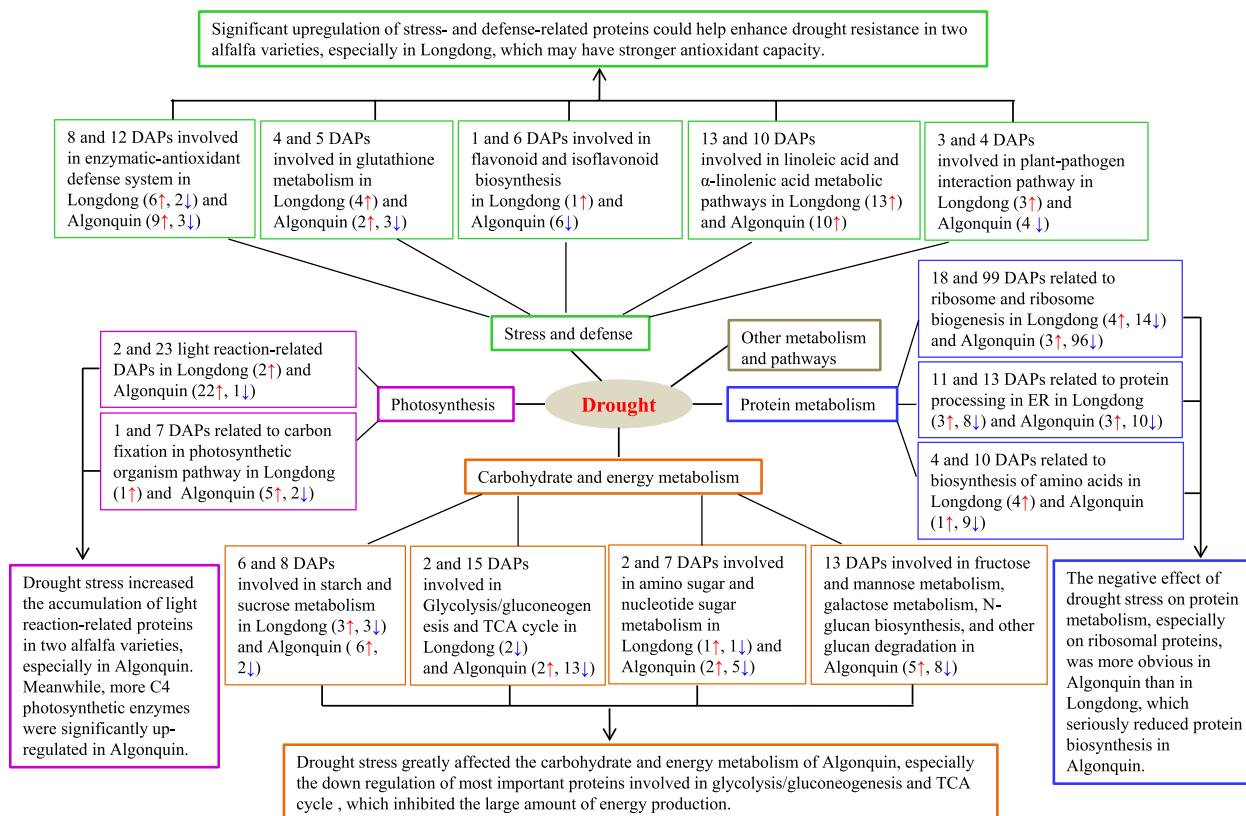 Significant upregulation of stress- and defense-related proteins could help enhance drought resistance in two
alfalfa varieties, especially in Longdong, which may have stronger antioxidant capacity.
8 and 12 DAPs involved
in enzymatic-antioxidant
defense system in
Longdong (6↑, 2↓) and
Algonquin (9↑, 3↓)
4 and 5 DAPs
involved in glutathione
metabolism in
Longdong (4↑) and
Algonquin (2↑, 3↓)
1 and 6 DAPs involved in
flavonoid and isoflavonoid
biosynthesis
in Longdong (1↑) and
Algonquin (6↓)
13 and 10 DAPs
involved in linoleic acid and
α-linolenic acid metabolic
pathways in Longdong (13↑)
and Algonquin (10↑)
3 and 4 DAPs
involved in plant-pathogen
interaction pathway in
Longdong (3↑) and
Algonquin (4 ↓)
Stress and defense
Other metabolism
and pathways
18 and 99 DAPs related to
ribosome and ribosome
biogenesis in Longdong (4↑, 14↓)
and Algonquin (3↑, 96↓)
2 and 23 light reaction-related
DAPs in Longdong (2↑) and
Algonquin (22↑, 1↓)
Photosynthesis
Drought
Protein metabolism
11 and 13 DAPs related to protein
processing in ER in Longdong
(3↑, 8↓) and Algonquin (3↑, 10↓)
1 and 7 DAPs related to carbon
fixation in photosynthetic
organism pathway in Longdong
(1↑) and Algonquin (5↑, 2↓)
4 and 10 DAPs related to
biosynthesis of amino acids in
Longdong (4↑) and Algonquin
(1↑, 9↓)
Carbohydrate and energy metabolism
6 and 8 DAPs
involved in starch and
sucrose metabolism
in Longdong (3↑, 3↓)
and Algonquin ( 6↑,
2↓)
2 and 15 DAPs
involved in
Glycolysis/gluconeogen
esis and TCA cycle in
Longdong (2↓)
and Algonquin (2↑, 13↓)
2 and 7 DAPs involved
in amino sugar and
nucleotide sugar
metabolism in
Longdong (1↑, 1↓) and
Algonquin (2↑, 5↓)
13 DAPs involved in fructose
and mannose metabolism,
galactose metabolism, N-
glucan biosynthesis, and other
glucan degradation in
Algonquin (5↑, 8↓)
Drought stress increased
the accumulation of light
reaction-related proteins
in two alfalfa varieties,
especially in Algonquin.
Meanwhile, more C4
photosynthetic enzymes
were significantly up-
regulated in Algonquin.
The negative effect of
drought stress on protein
metabolism, especially
on ribosomal proteins,
was more obvious in
Algonquin than in
Longdong, which
seriously reduced protein
biosynthesis in
Algonquin.
Drought stress greatly affected the carbohydrate and energy metabolism of Algonquin, especially
the down regulation of most important proteins involved in glycolysis/gluconeogenesis and TCA
cycle , which inhibited the large amount of energy production.